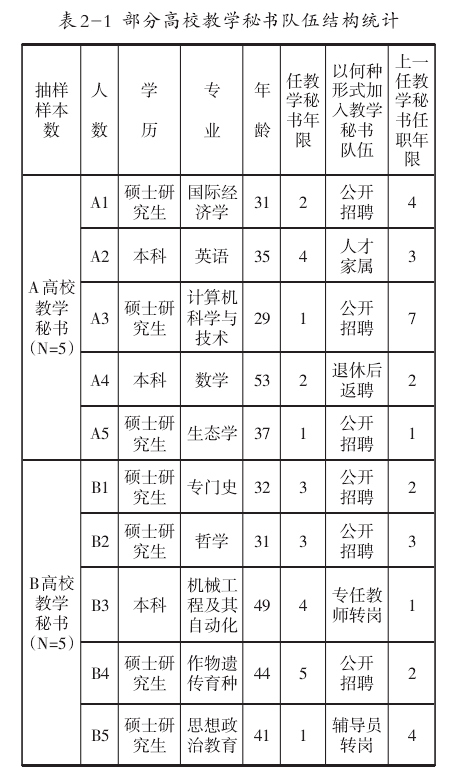 表2-1 部分高校教学秘书队伍结构统计
抽样样本数 人数 学历 专业 年龄 任教学秘书年限 以何种形式加入教学秘书队伍 上一任教学秘书任职年限
A高校教学秘书(N=5)
A1 硕士研究生 国际经济学 31 2 公开招聘 4
A2 本科 英语 35 4 人才家属 3
A3 硕士研究生 计算机科学与技术 29 1 公开招聘 7
A4 本科 数学 53 2 退休后返聘 2
A5 硕士研究生 生态学 37 1 公开招聘 1
B高校教学秘书(N=5)
B1 硕士研究生 专门史 32 3 公开招聘 2
B2 硕士研究生 哲学 31 3 公开招聘 3
B3 本科 机械工程及其自动化 49 4 专任教师转岗 1
B4 硕士研究生 作物遗传育种 44 5 公开招聘 2
B5 硕士研究生 思想政治教育 41 1 辅导员转岗 4